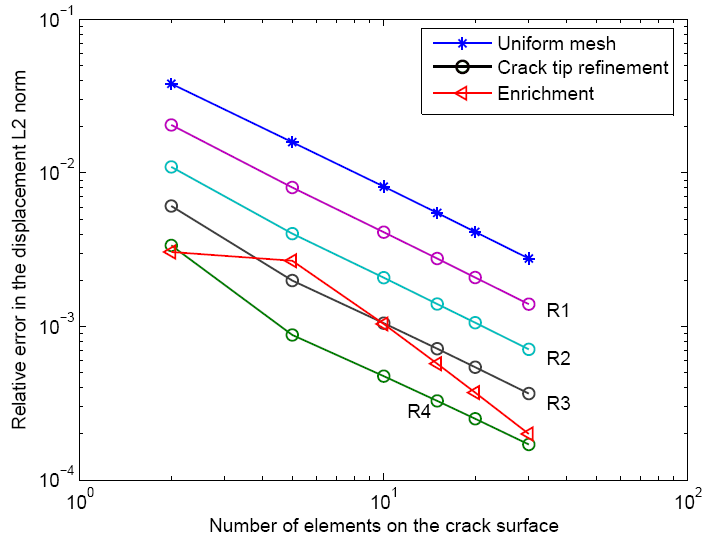 10^-1
Uniform mesh
Crack tip refinement
Enrichment
10^-2
Relative error in the displacement L2 norm
10^-3
R1
R2
R3
R4
10^-4
10^0
10^1
10^2
Number of elements on the crack surface